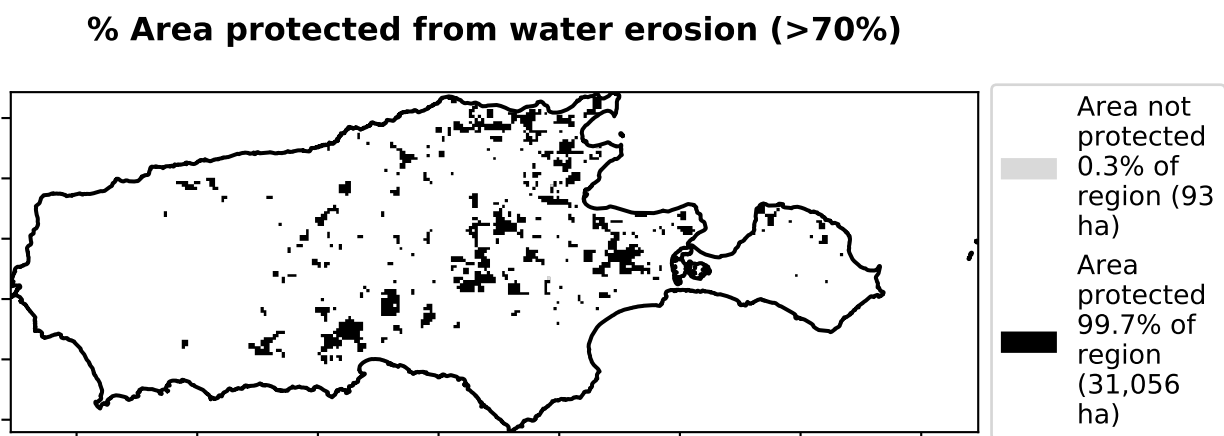 % Area protected from water erosion (>70%)
Area not
protected
0.3% of
region (93
ha)
Area
protected
99.7% of
region
(31,056
ha)